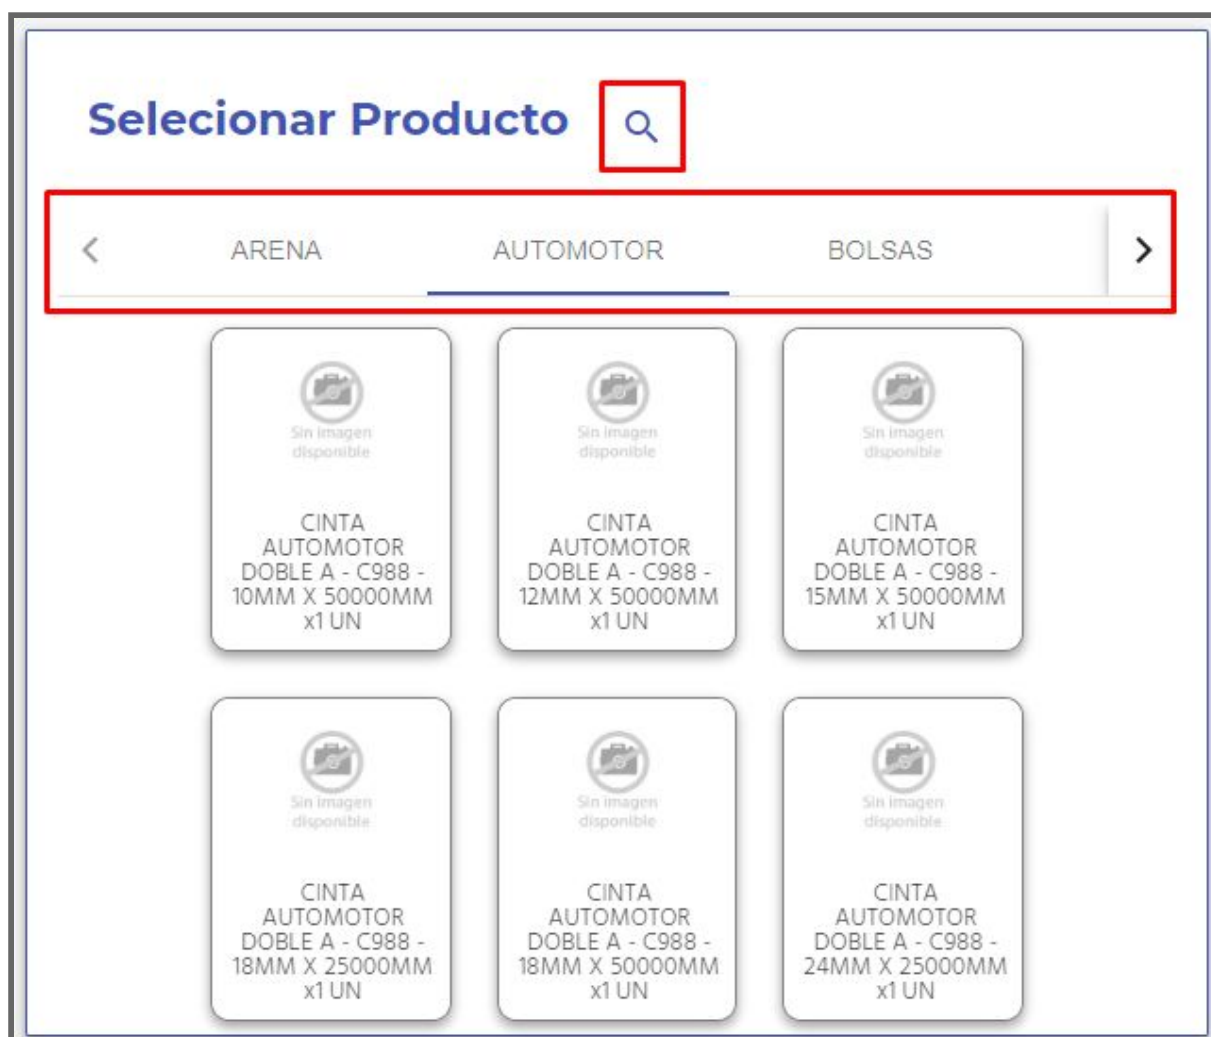 Selecionar Producto
ARENA AUTOMOTOR BOLSAS
Sin imagen
disponible
CINTA
AUTOMOTOR
DOBLE A - C988 -
10MM X 50000MM
x1 UN
Sin imagen
disponible
CINTA
AUTOMOTOR
DOBLE A - C988 -
12MM X 50000MM
x1 UN
Sin imagen
disponible
CINTA
AUTOMOTOR
DOBLE A - C988 -
15MM X 50000MM
x1 UN
Sin imagen
disponible
CINTA
AUTOMOTOR
DOBLE A - C988 -
18MM X 25000MM
x1 UN
Sin imagen
disponible
CINTA
AUTOMOTOR
DOBLE A - C988 -
18MM X 50000MM
x1 UN
Sin imagen
disponible
CINTA
AUTOMOTOR
DOBLE A - C988 -
24MM X 25000MM
x1 UN